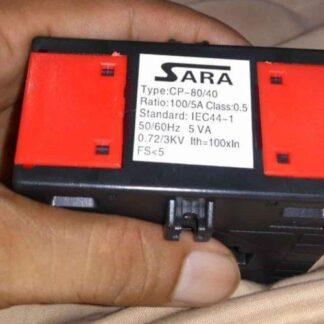 SARA
Type:CP-80/40
Ratio:100/5A Class:0.5
Standard: IEC44-1
50/60Hz 5 VA
0.72/3KV Ith=100xIn
FS<5